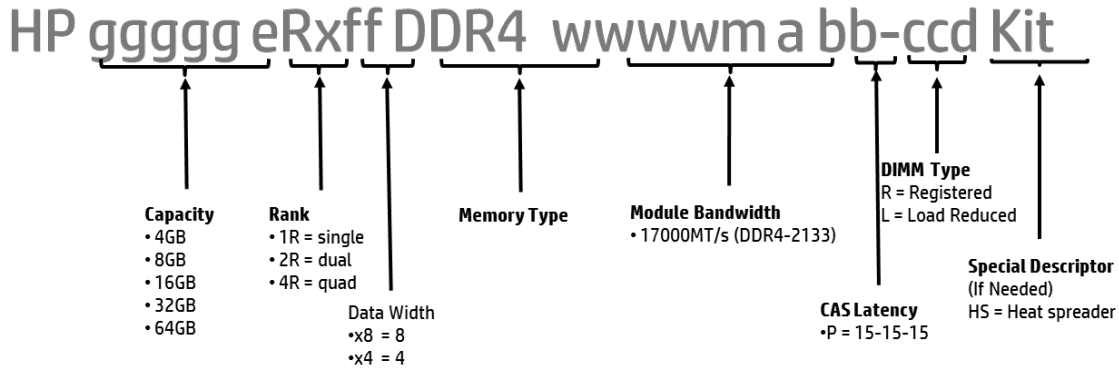 HP ggggg eRxff DDR4 wwwwm a bb-ccd Kit
Capacity
• 4GB
• 8GB
• 16GB
• 32GB
• 64GB
Rank
• 1R = single
• 2R = dual
• 4R = quad
Data Width
•x8 = 8
•x4 = 4
Memory Type
Module Bandwidth
• 17000MT/s (DDR4-2133)
CAS Latency
•P = 15-15-15
DIMM Type
R = Registered
L = Load Reduced
Special Descriptor
(If Needed)
HS = Heat spreader